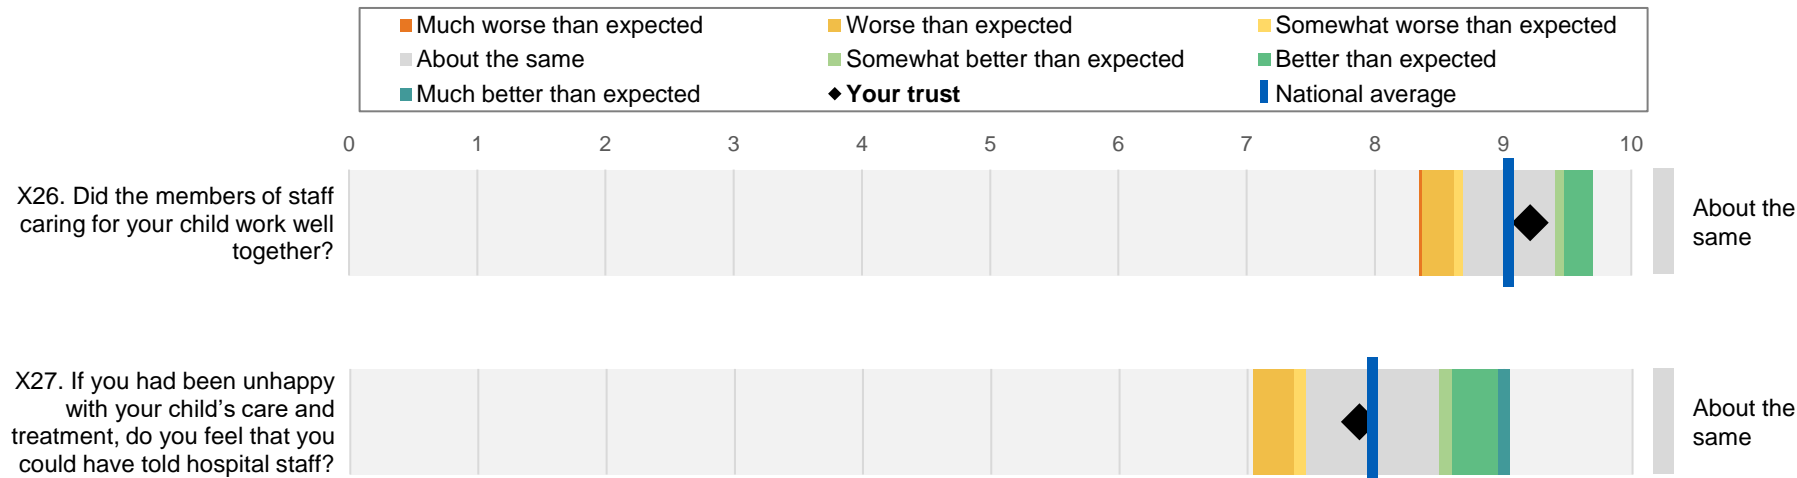 Much worse than expected
Worse than expected
Somewhat worse than expected
About the same
Somewhat better than expected
Better than expected
Much better than expected
Your trust
National average
0 1 2 3 4 5 6 7 8 9 10
X26. Did the members of staff
caring for your child work well
together?
About the
same
X27. If you had been unhappy
with your child’s care and
treatment, do you feel that you
could have told hospital staff?
About the
same